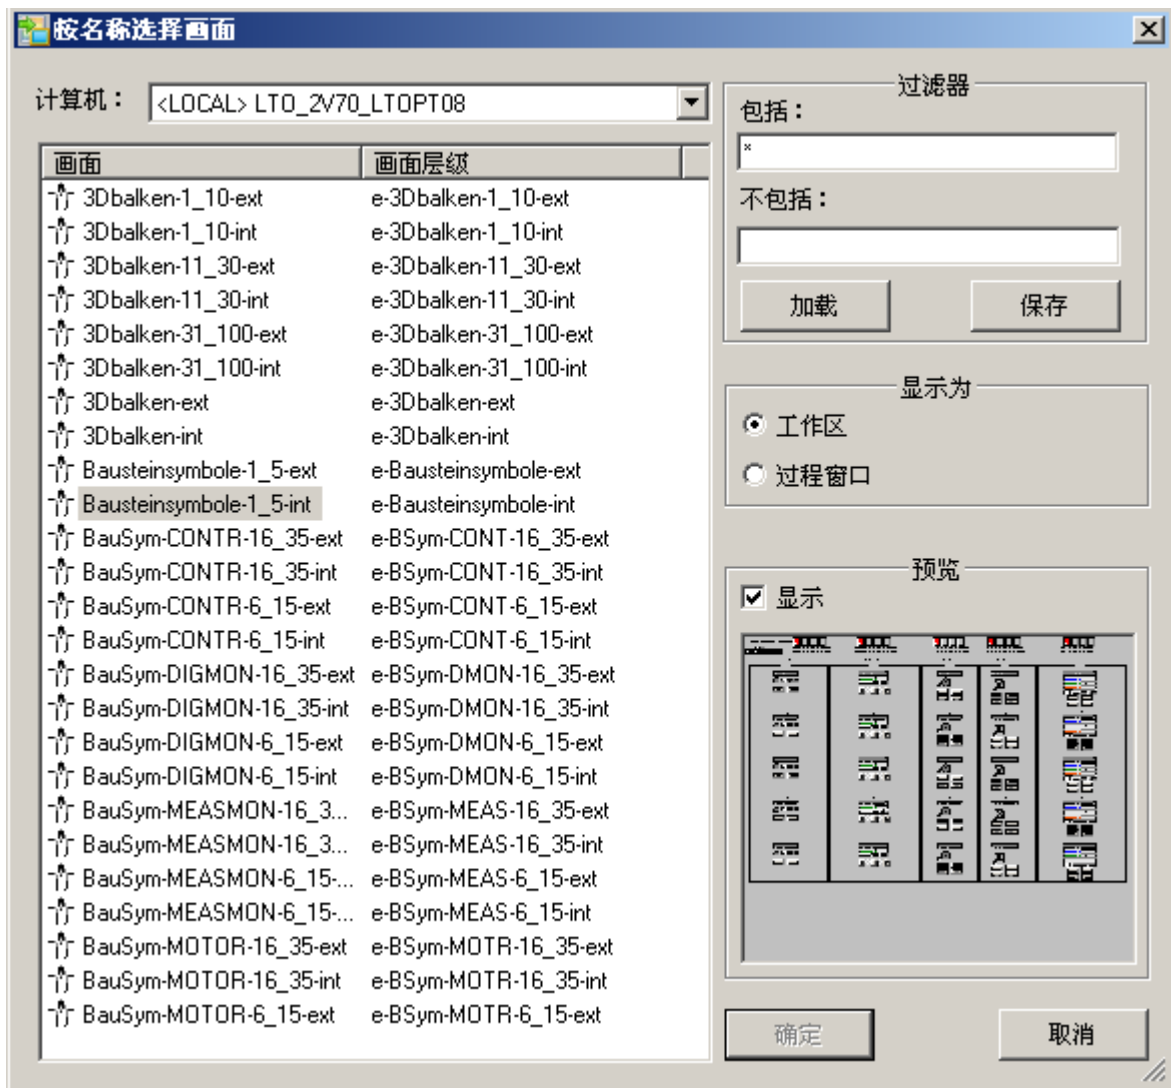 按名称选择画面
计算机：
<LOCAL> LTO_2V70_LTOPT08
画面 画面层级
3Dbalken-1_10-ext e-3Dbalken-1_10-ext
3Dbalken-1_10-int e-3Dbalken-1_10-int
3Dbalken-11_30-ext e-3Dbalken-11_30-ext
3Dbalken-11_30-int e-3Dbalken-11_30-int
3Dbalken-31_100-ext e-3Dbalken-31_100-ext
3Dbalken-31_100-int e-3Dbalken-31_100-int
3Dbalken-ext e-3Dbalken-ext
3Dbalken-int e-3Dbalken-int
Bausteinsymbole-1_5-ext e-Bausteinsymbole-ext
Bausteinsymbole-1_5-int e-Bausteinsymbole-int
BauSym-CONTR-16_35-ext e-BSym-CONT-16_35-ext
BauSym-CONTR-16_35-int e-BSym-CONT-16_35-int
BauSym-CONTR-6_15-ext e-BSym-CONT-6_15-ext
BauSym-CONTR-6_15-int e-BSym-CONT-6_15-int
BauSym-DIGMON-16_35-ext e-BSym-DMON-16_35-ext
BauSym-DIGMON-16_35-int e-BSym-DMON-16_35-int
BauSym-DIGMON-6_15-ext e-BSym-DMON-6_15-ext
BauSym-DIGMON-6_15-int e-BSym-DMON-6_15-int
BauSym-MEASMON-16_3... e-BSym-MEAS-16_35-ext
BauSym-MEASMON-16_3... e-BSym-MEAS-16_35-int
BauSym-MEASMON-6_15-... e-BSym-MEAS-6_15-ext
BauSym-MEASMON-6_15-... e-BSym-MEAS-6_15-int
BauSym-MOTOR-16_35-ext e-BSym-MOTR-16_35-ext
BauSym-MOTOR-16_35-int e-BSym-MOTR-16_35-int
BauSym-MOTOR-6_15-ext e-BSym-MOTR-6_15-ext
过滤器
包括：
*
不包括：
加载 保存
显示为
工作区
过程窗口
预览
显示
确定 取消